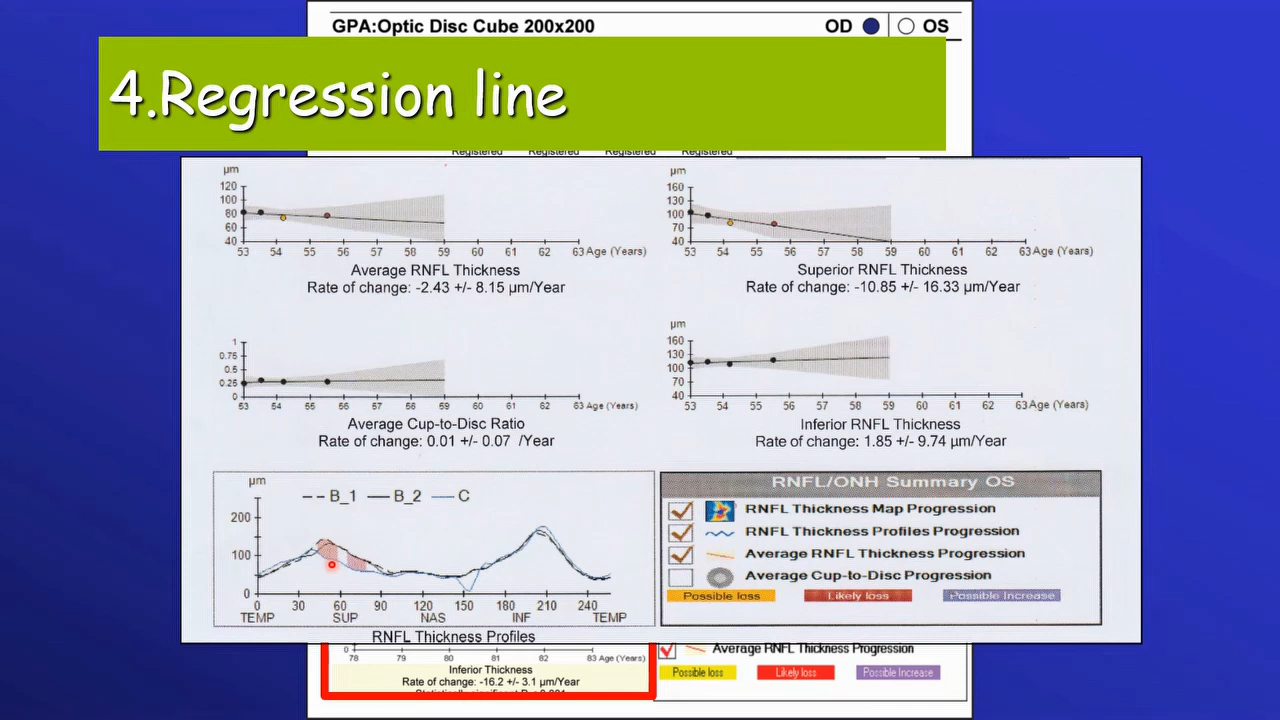 GPA:Optic Disc Cube 200x200 OD OS
4.Regression line
Registered Registered Registered Registered
µm
120
100
80
60
40
53 54 55 56 57 58 59 60 61 62 63 Age (Years)
Average RNFL Thickness
Rate of change: -2.43 +/- 8.15 µm/Year
µm
160
130
100
70
40
53 54 55 56 57 58 59 60 61 62 63 Age (Years)
Superior RNFL Thickness
Rate of change: -10.85 +/- 16.33 µm/Year
1
0.75
0.5
0.25
0
53 54 55 56 57 58 59 60 61 62 63 Age (Years)
Average Cup-to-Disc Ratio
Rate of change: 0.01 +/- 0.07 /Year
µm
160
130
100
70
40
53 54 55 56 57 58 59 60 61 62 63 Age (Years)
Inferior RNFL Thickness
Rate of change: 1.85 +/- 9.74 µm/Year
µm
B_1 B_2 C
200
100
0
0 30 60 90 120 150 180 210 240
TEMP SUP NAS INF TEMP
RNFL Thickness Profiles
RNFL/ONH Summary OS
RNFL Thickness Map Progression
RNFL Thickness Profiles Progression
Average RNFL Thickness Progression
Average Cup-to-Disc Progression
Possible loss Likely loss Possible Increase
0
78 79 80 81 82 83 Age (Years)
Inferior Thickness
Rate of change: -16.2 +/- 3.1 µm/Year
Average RNFL Thickness Progression
Possible loss Likely loss Possible Increase